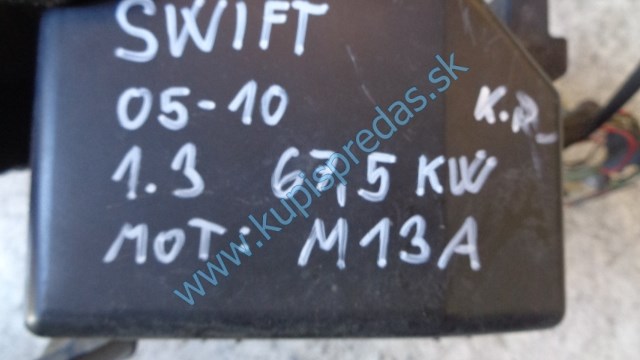 SWIFT
05-10 K.R.
1.3 67,5 KW
MOT: M13A
www.kupispredas.sk